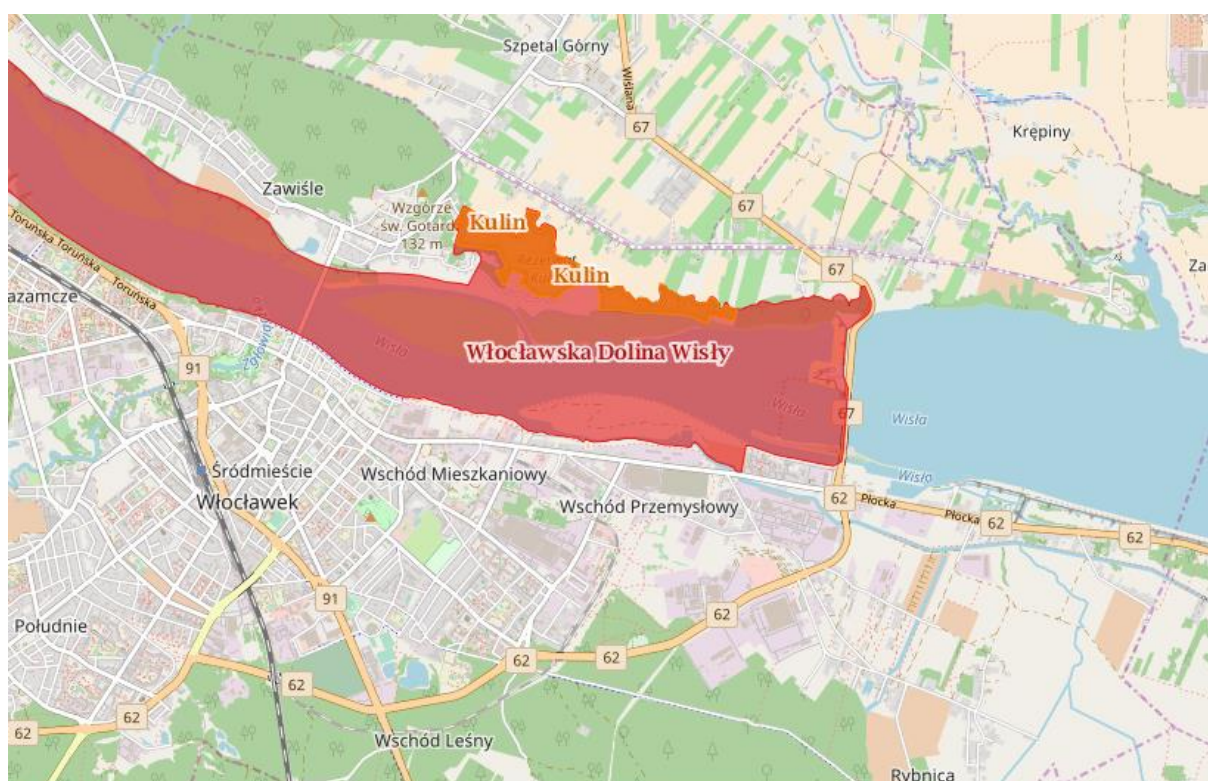 Szpetal Górny
Wiślana
67
Krępiny
Zawiśle
Wzgórze
św. Gotard
132 m
Kulin
67
Za
Kulin
67
Toruńska Toruńska
Toruńska
azamcze
Wisła
Włocławska Dolina Wisły
91
Wisła
67
Wisła
Śródmieście
Włocławek
Wschód Mieszkaniowy
Wschód Przemysłowy
Wisła
62
Płocka
Płocka
62
62
91
62
Południe
62
62
62
62
62
Wschód Leśny
Rybnica